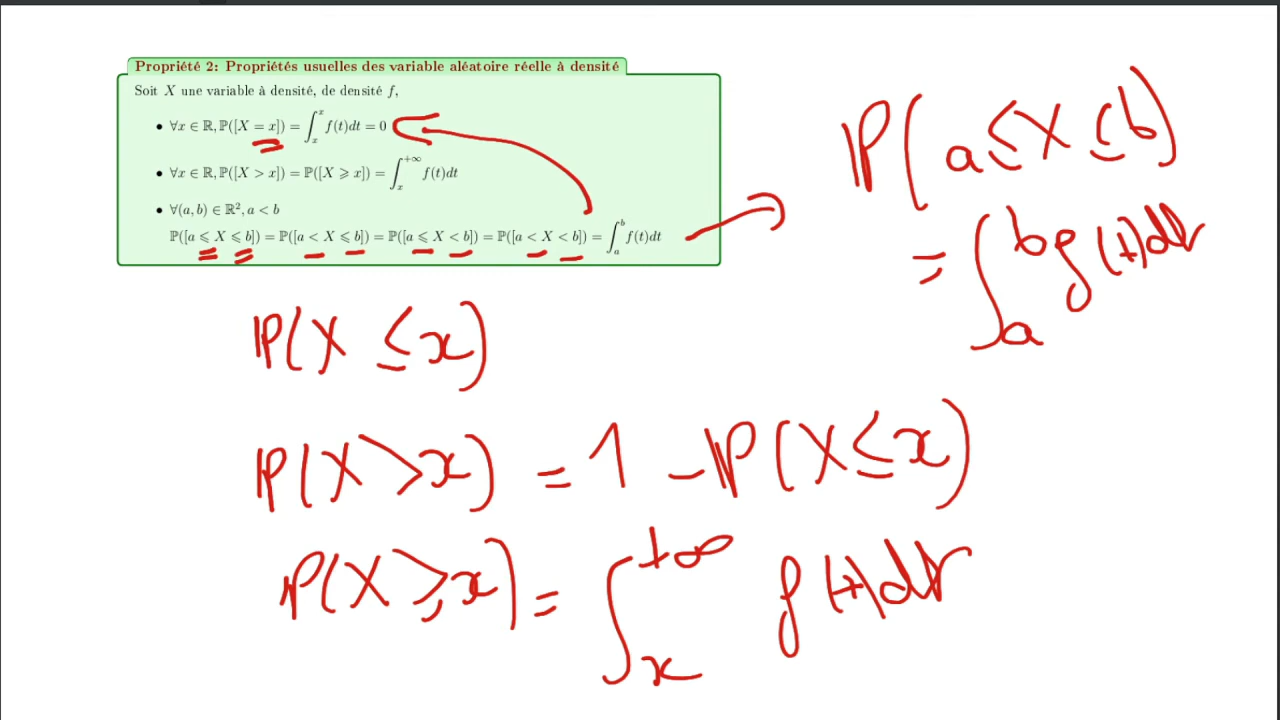 Propriété 2: Propriétés usuelles des variable aléatoire réelle à densité
Soit X une variable à densité, de densité f,
• ∀x ∈ ℝ, ℙ([X = x]) = ∫_x^x f(t)dt = 0
• ∀x ∈ ℝ, ℙ([X > x]) = ℙ([X ⩾ x]) = ∫_x^{+∞} f(t)dt
• ∀(a, b) ∈ ℝ², a < b
ℙ([a ⩽ X ⩽ b]) = ℙ([a < X ⩽ b]) = ℙ([a ⩽ X < b]) = ℙ([a < X < b]) = ∫_a^b f(t)dt
ℙ(a ≤ X ≤ b)
= ∫_a^b f(t)dt
ℙ(X ≤ x)
ℙ(X > x) = 1 - ℙ(X ≤ x)
ℙ(X ⩾ x) = ∫_x^{+∞} f(t)dt